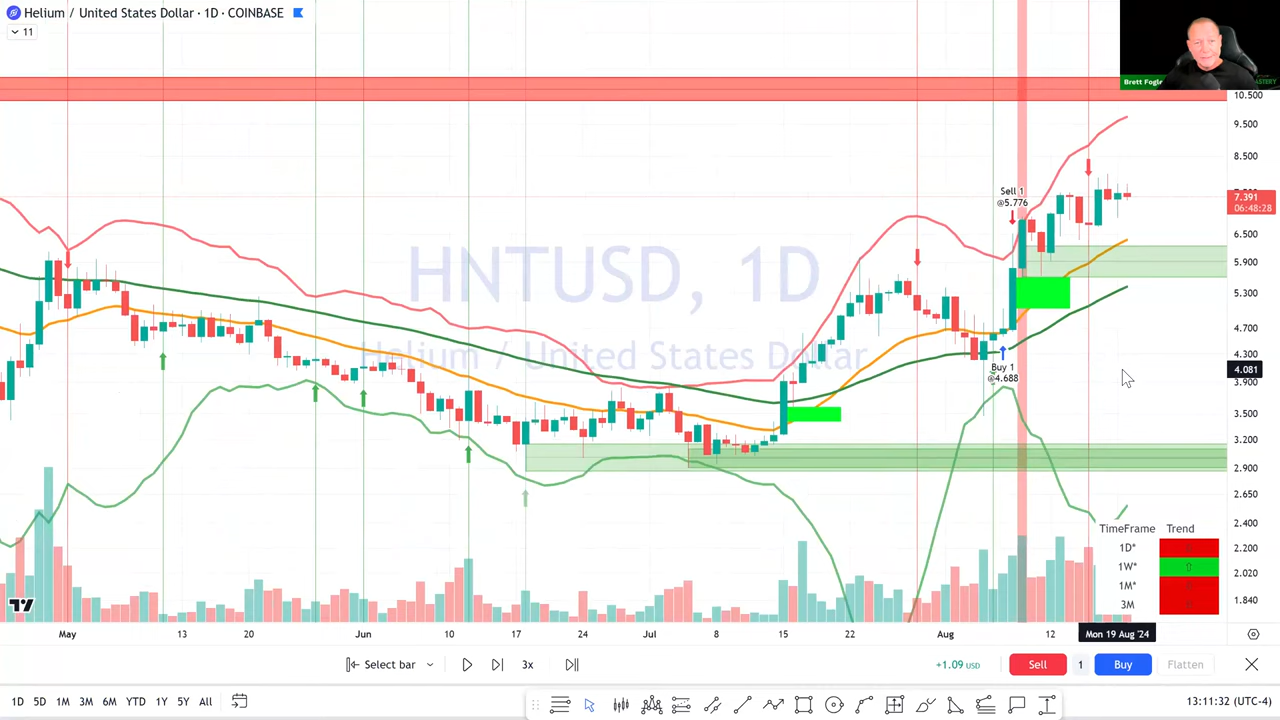 Helium / United States Dollar · 1D · COINBASE
11
Brett Fogle
HNTUSD, 1D
Helium / United States Dollar
Sell 1
@5.776
Buy 1
@4.688
10.500
9.500
8.500
7.391
06:48:28
6.500
5.900
5.300
4.700
4.300
4.081
3.900
3.500
3.200
2.900
2.650
2.400
2.200
2.020
1.840
TimeFrame Trend
1D*
1W* ⇧
1M*
3M
May 13 20 Jun 10 17 24 Jul 8 15 22 Aug 12 Mon 19 Aug '24
Select bar 3x +1.09 USD Sell 1 Buy Flatten
1D 5D 1M 3M 6M YTD 1Y 5Y All 13:11:32 (UTC-4)